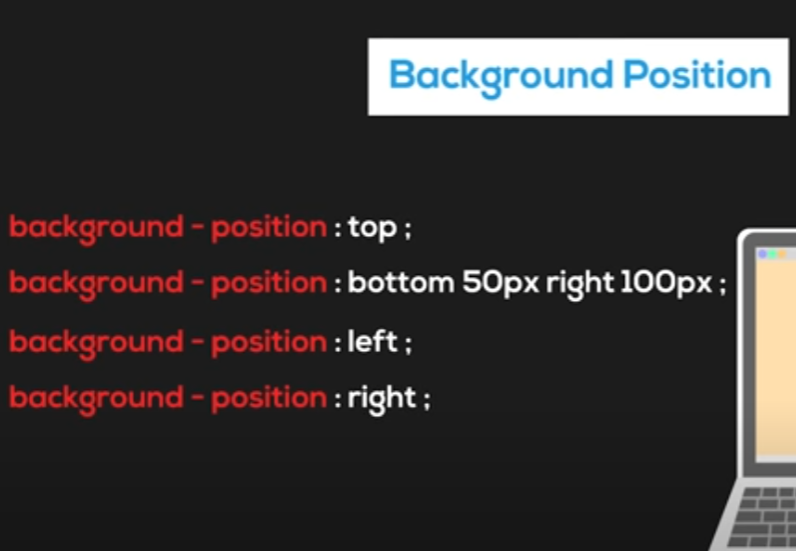 Background Position
background - position : top ;
background - position : bottom 50px right 100px ;
background - position : left ;
background - position : right ;